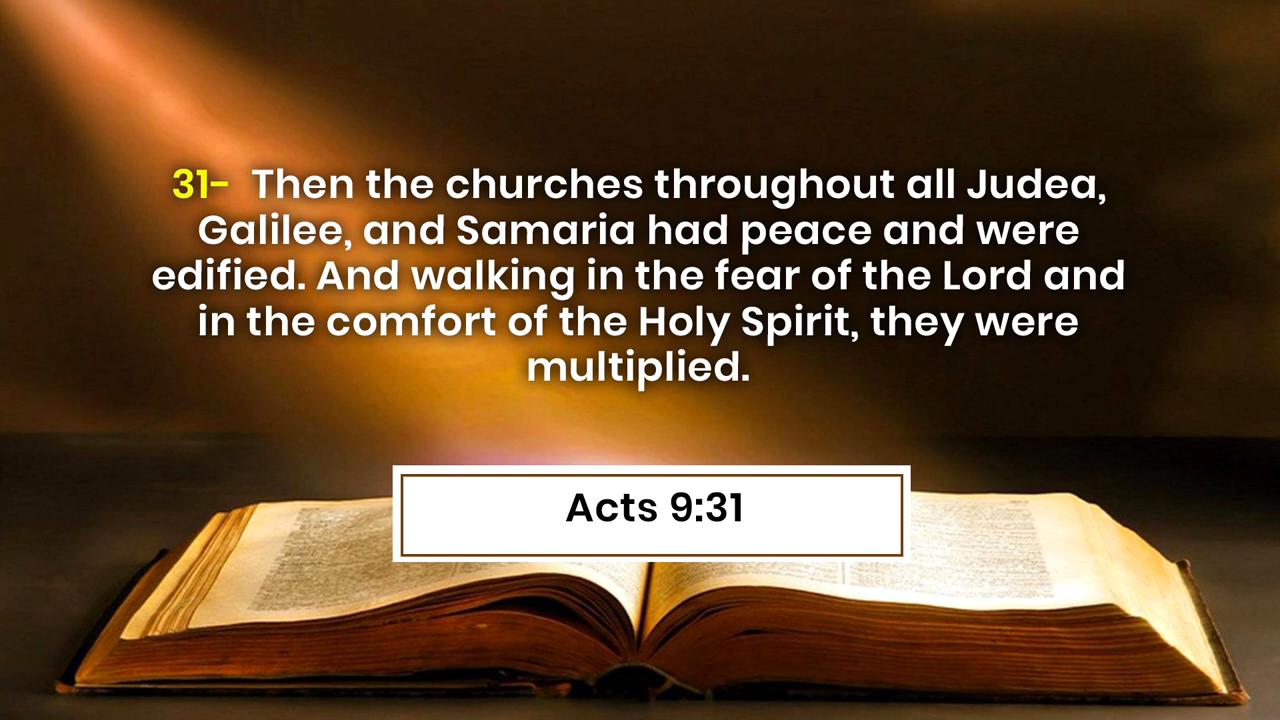 31- Then the churches throughout all Judea,
Galilee, and Samaria had peace and were
edified. And walking in the fear of the Lord and
in the comfort of the Holy Spirit, they were
multiplied.
Acts 9:31